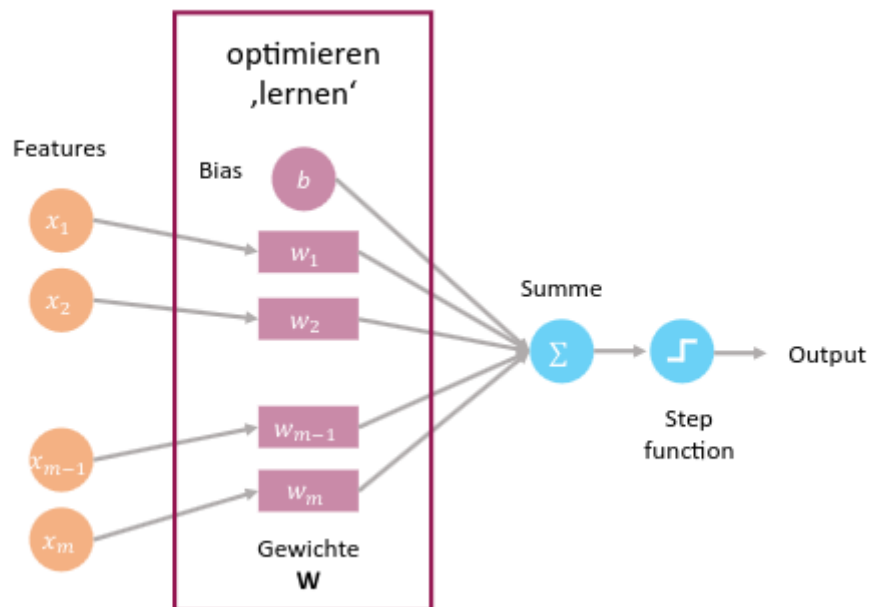 optimieren
‚lernen‘
Features
Bias
b
x₁
w₁
x₂
w₂
Summe
Σ
Output
Step
function
xₘ₋₁
wₘ₋₁
xₘ
wₘ
Gewichte
W